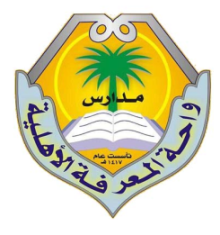 مدارس
تأسست عام
١٤١٧ هـ
واحة المعرفة الأهلية